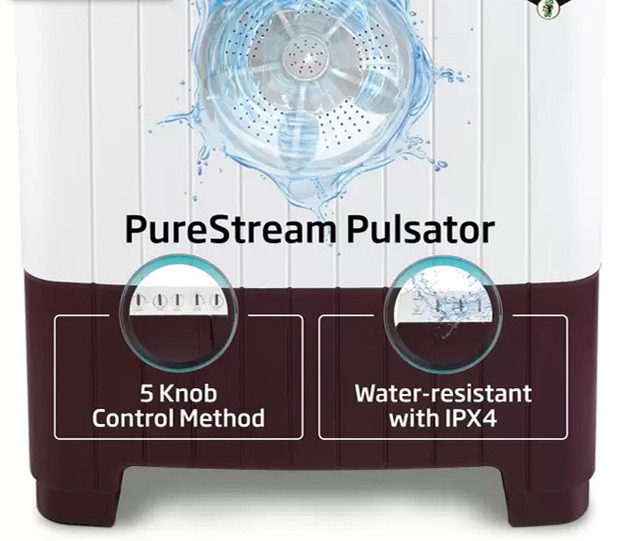 PureStream Pulsator
5 Knob
Control Method
Water-resistant
with IPX4